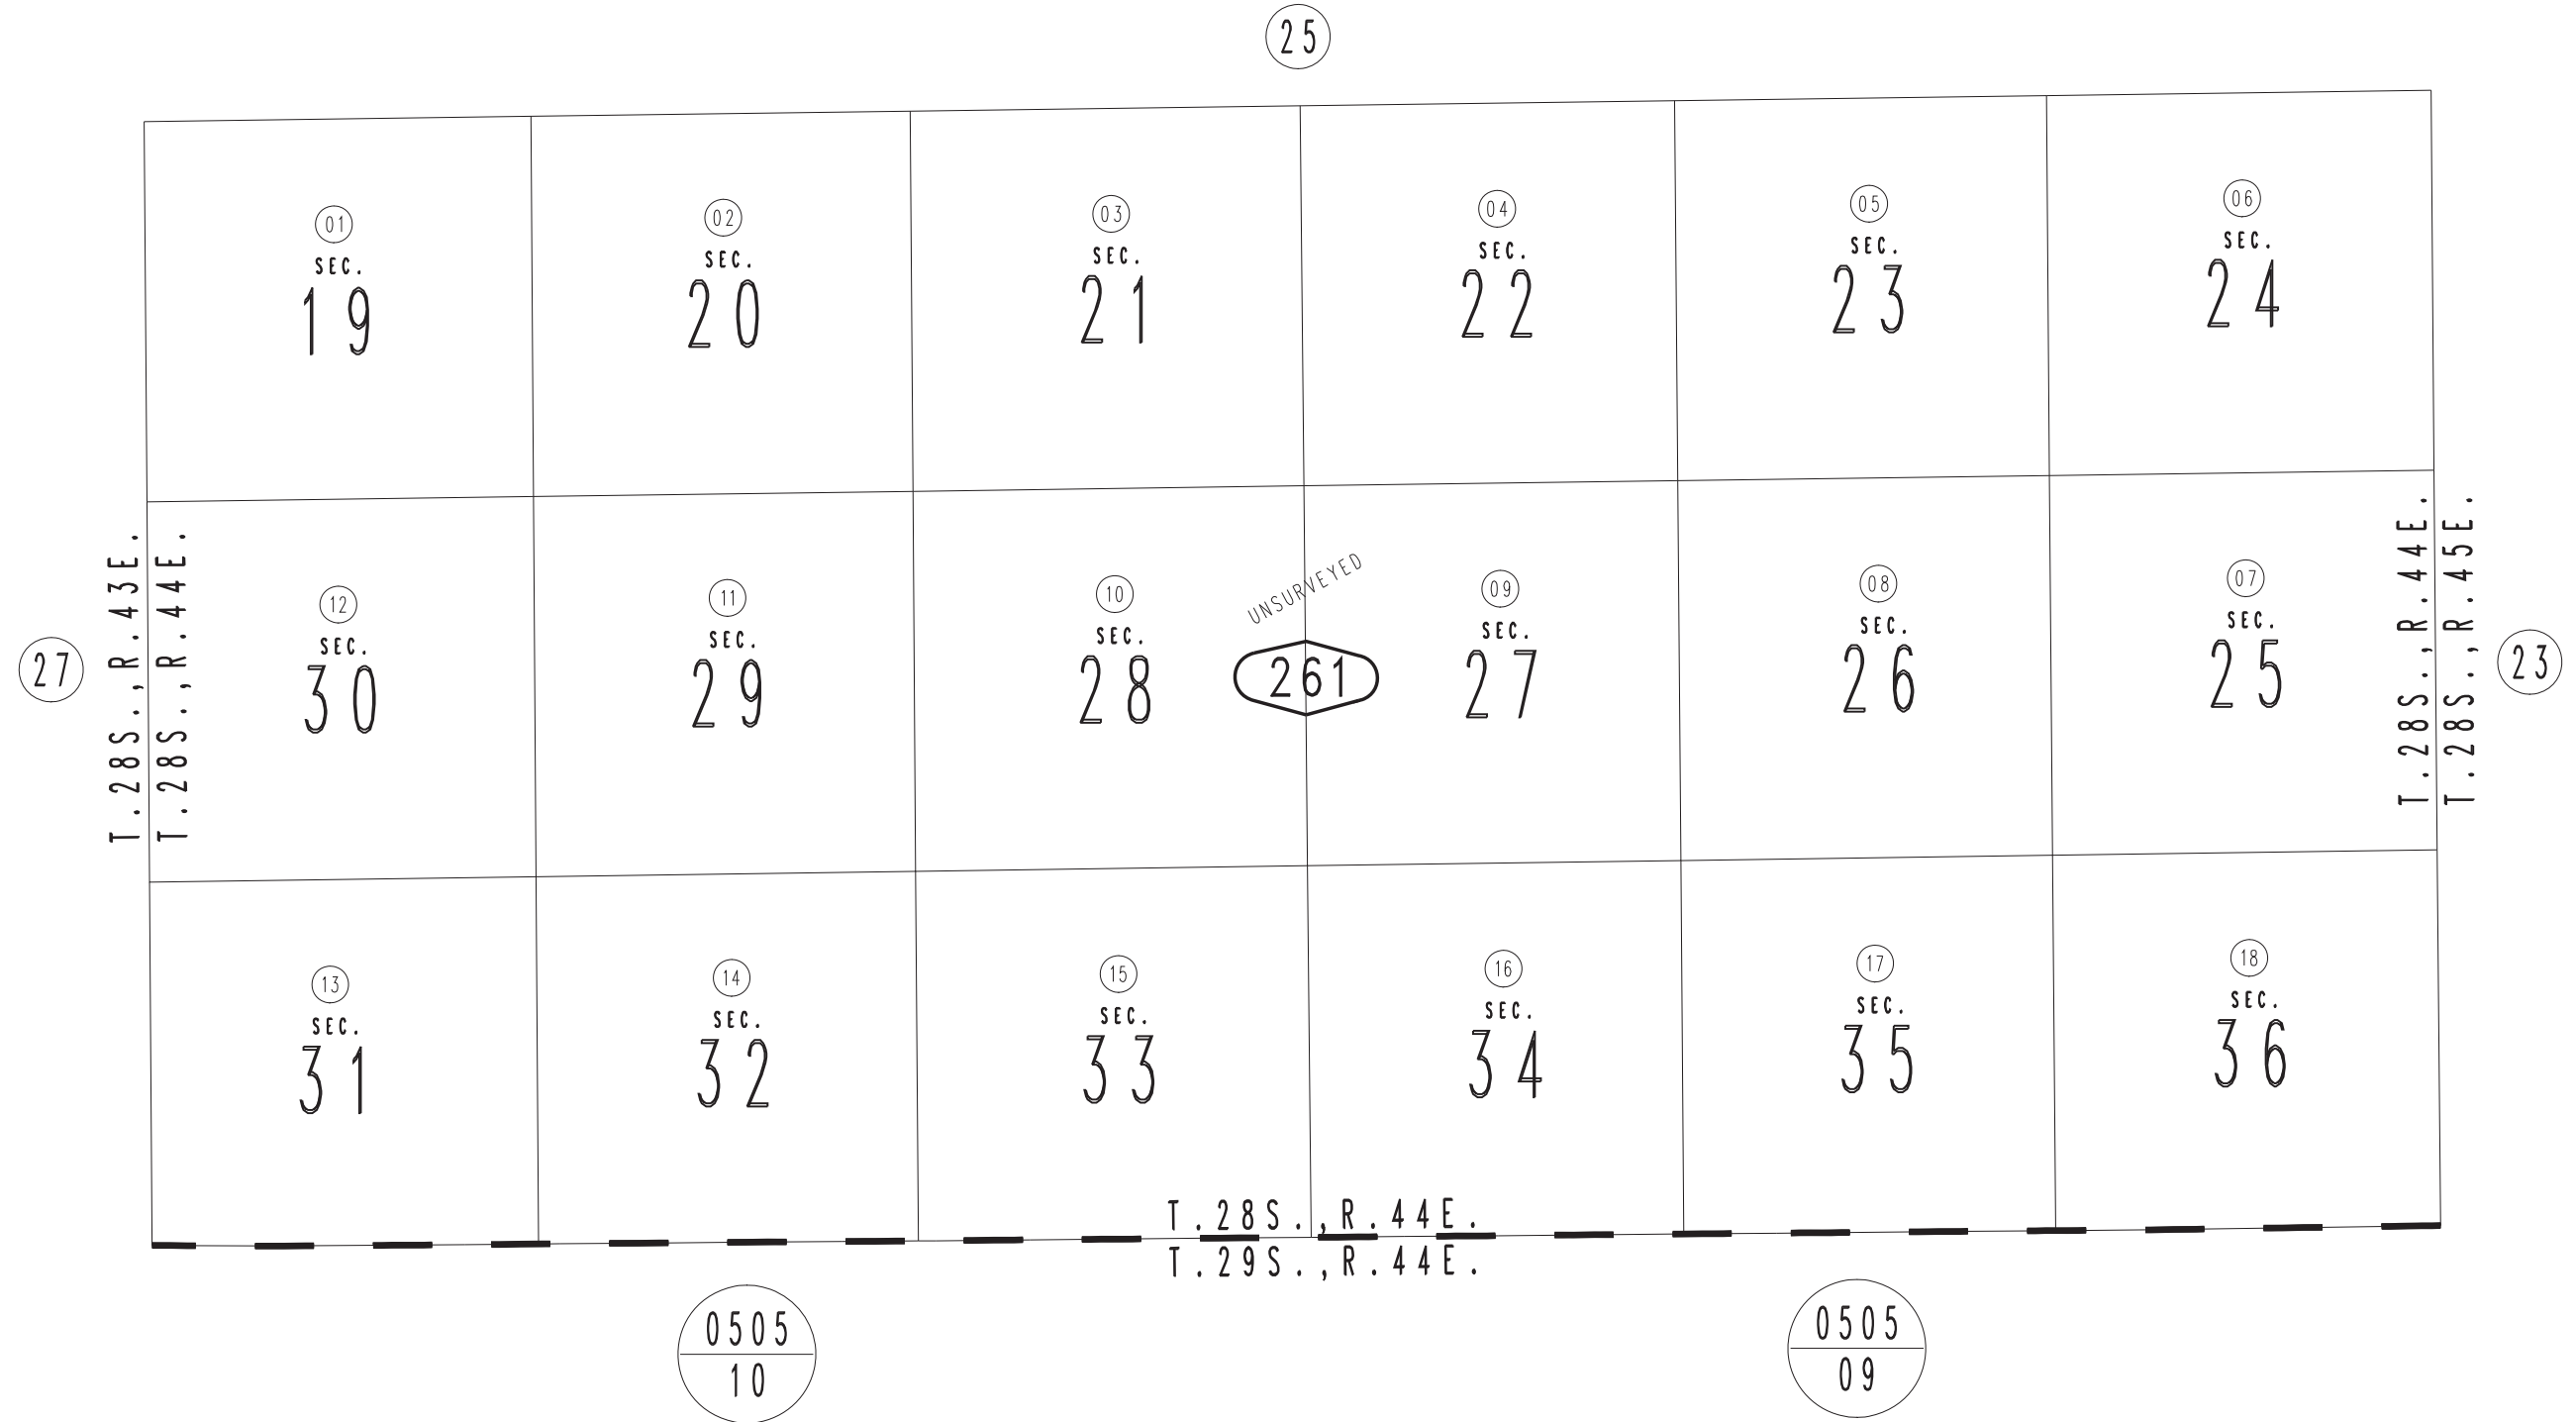 25
01
SEC.
19
02
SEC.
20
03
SEC.
21
04
SEC.
22
05
SEC.
23
06
SEC.
24
27
T.28S.,R.43E.
T.28S.,R.44E.
12
SEC.
30
11
SEC.
29
10
SEC.
28
UNSURVEYED
261
09
SEC.
27
08
SEC.
26
07
SEC.
25
T.28S.,R.44E.
T.28S.,R.45E.
23
13
SEC.
31
14
SEC.
32
15
SEC.
33
16
SEC.
34
17
SEC.
35
18
SEC.
36
T.28S.,R.44E.
T.29S.,R.44E.
0505
10
0505
09